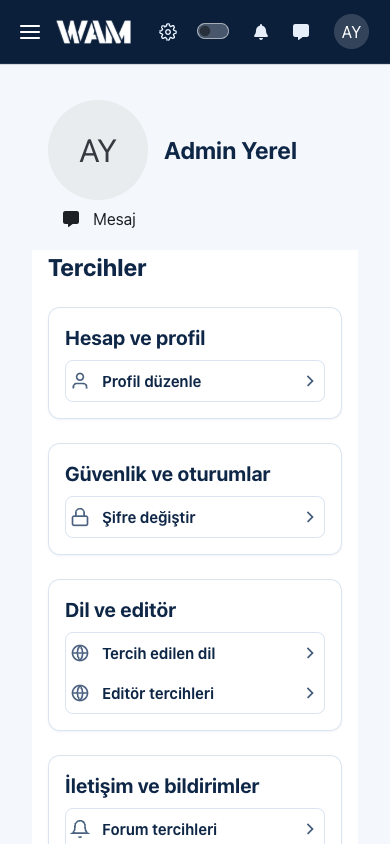 WAM
AY
AY
Admin Yerel
Mesaj
Tercihler
Hesap ve profil
Profil düzenle
Güvenlik ve oturumlar
Şifre değiştir
Dil ve editör
Tercih edilen dil
Editör tercihleri
İletişim ve bildirimler
Forum tercihleri